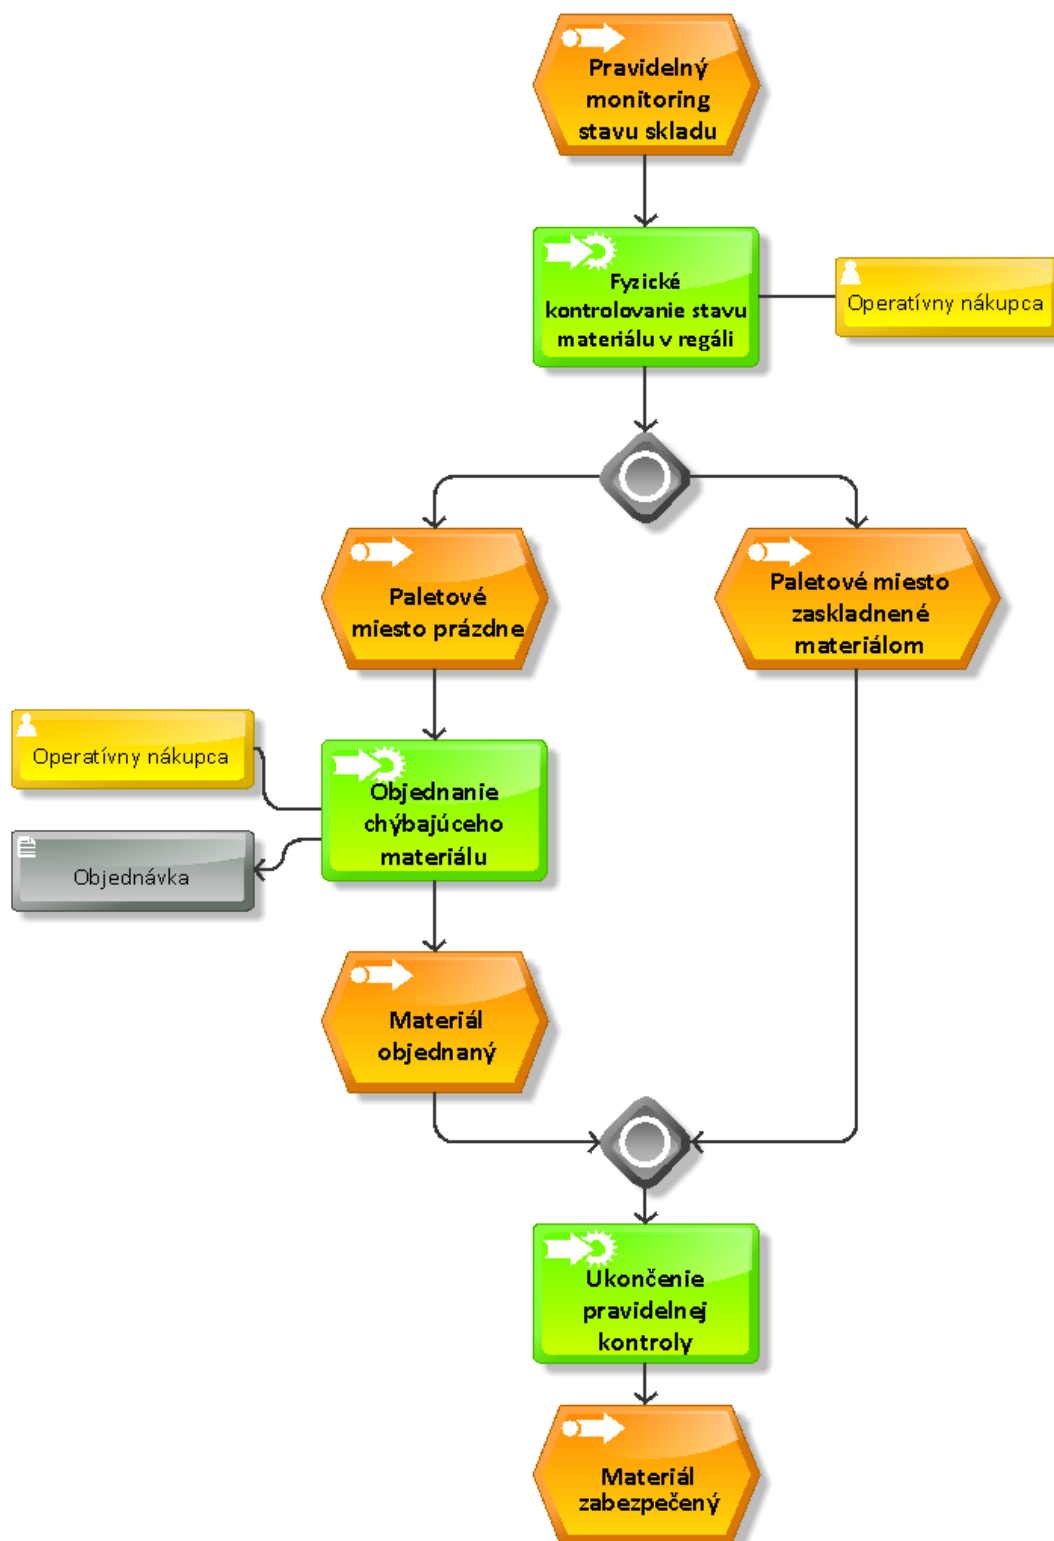 Pravidelný
monitoring
stavu skladu
Fyzické
kontrolovanie stavu
materiálu v regáli
Operatívny nákupca
Paletové
miesto prázdne
Paletové miesto
zaskladnené
materiálom
Operatívny nákupca
Objednanie
chýbajúceho
materiálu
Objednávka
Materiál
objednaný
Ukončenie
pravidelnej
kontroly
Materiál
zabezpečený